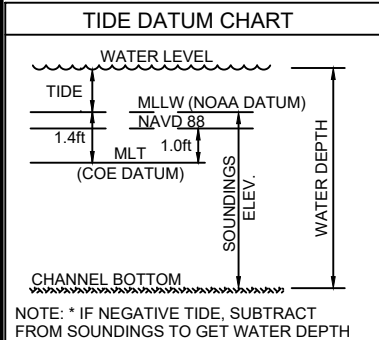 TIDE DATUM CHART
WATER LEVEL
TIDE
MLLW (NOAA DATUM)
NAVD 88
1.4ft
1.0ft
MLT
(COE DATUM)
SOUNDINGS
ELEV.
WATER DEPTH
CHANNEL BOTTOM
NOTE: * IF NEGATIVE TIDE, SUBTRACT
FROM SOUNDINGS TO GET WATER DEPTH